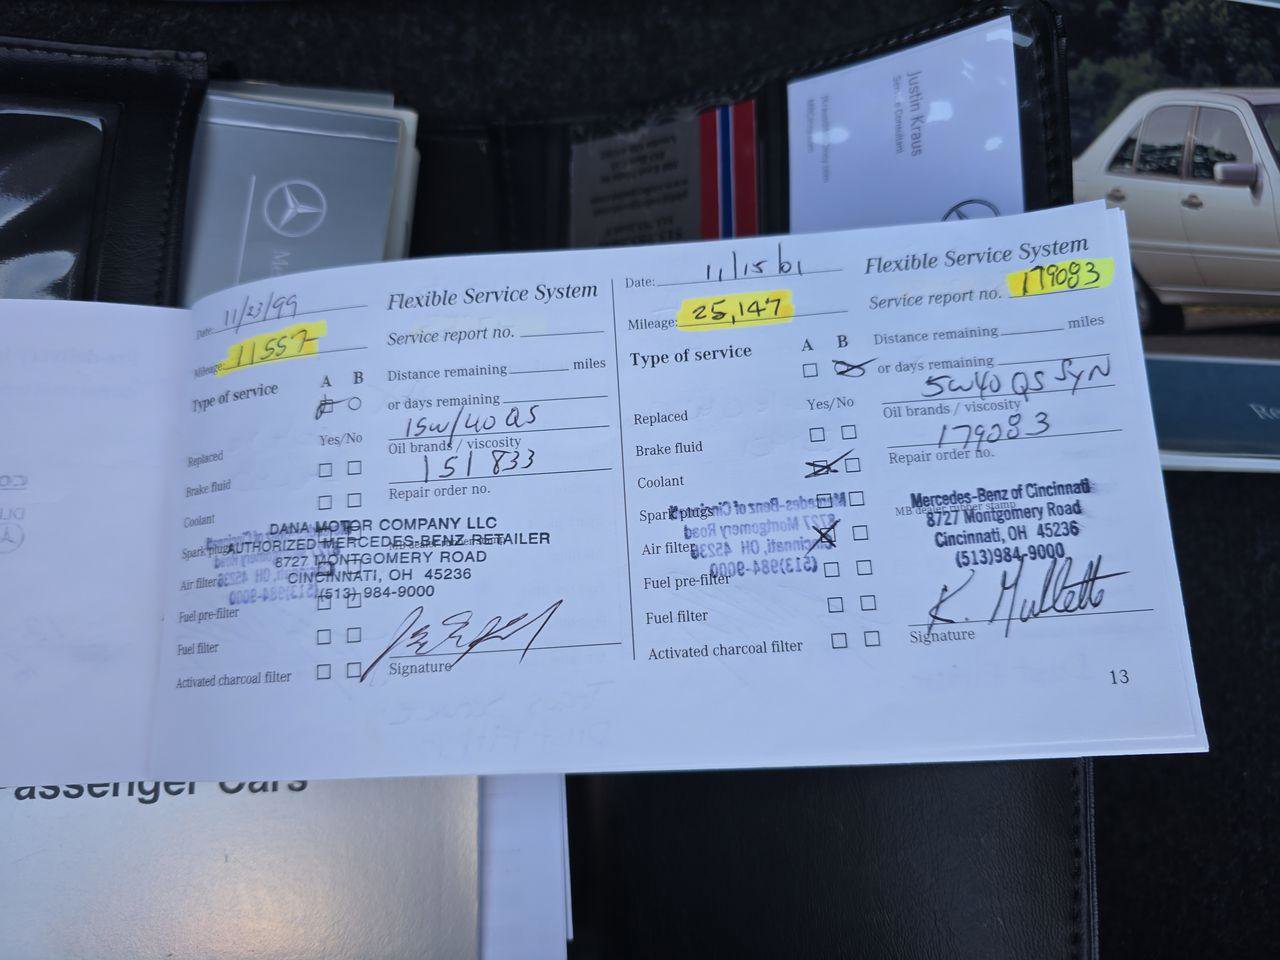 Justin Kraus
Service Consultant
Date: 11/23/99
Flexible Service System
Mileage: 11557
Service report no.
Type of service
A B
Distance remaining miles
or days remaining
15w/40 QS
Yes/No
Oil brands / viscosity
Replaced
151 833
Brake fluid
Repair order no.
Coolant
Spark plugs
DANA MOTOR COMPANY LLC
AUTHORIZED MERCEDES-BENZ RETAILER
8727 MONTGOMERY ROAD
CINCINNATI, OH 45236
(513) 984-9000
Air filter
Fuel pre-filter
Fuel filter
Activated charcoal filter
Signature
Date: 11/15/01
Flexible Service System
Mileage: 25,147
Service report no. 179083
Type of service
A B
Distance remaining miles
or days remaining
5w40 QS SYN
Replaced
Yes/No
Oil brands / viscosity
179083
Brake fluid
Repair order no.
Coolant
Spark plugs
MB dealer rubber stamp
Mercedes-Benz of Cincinnati
8727 Montgomery Road
Cincinnati, OH 45236
(513)984-9000
Air filter
Fuel pre-filter
Fuel filter
K. Mullett
Activated charcoal filter
Signature
13
Passenger Cars